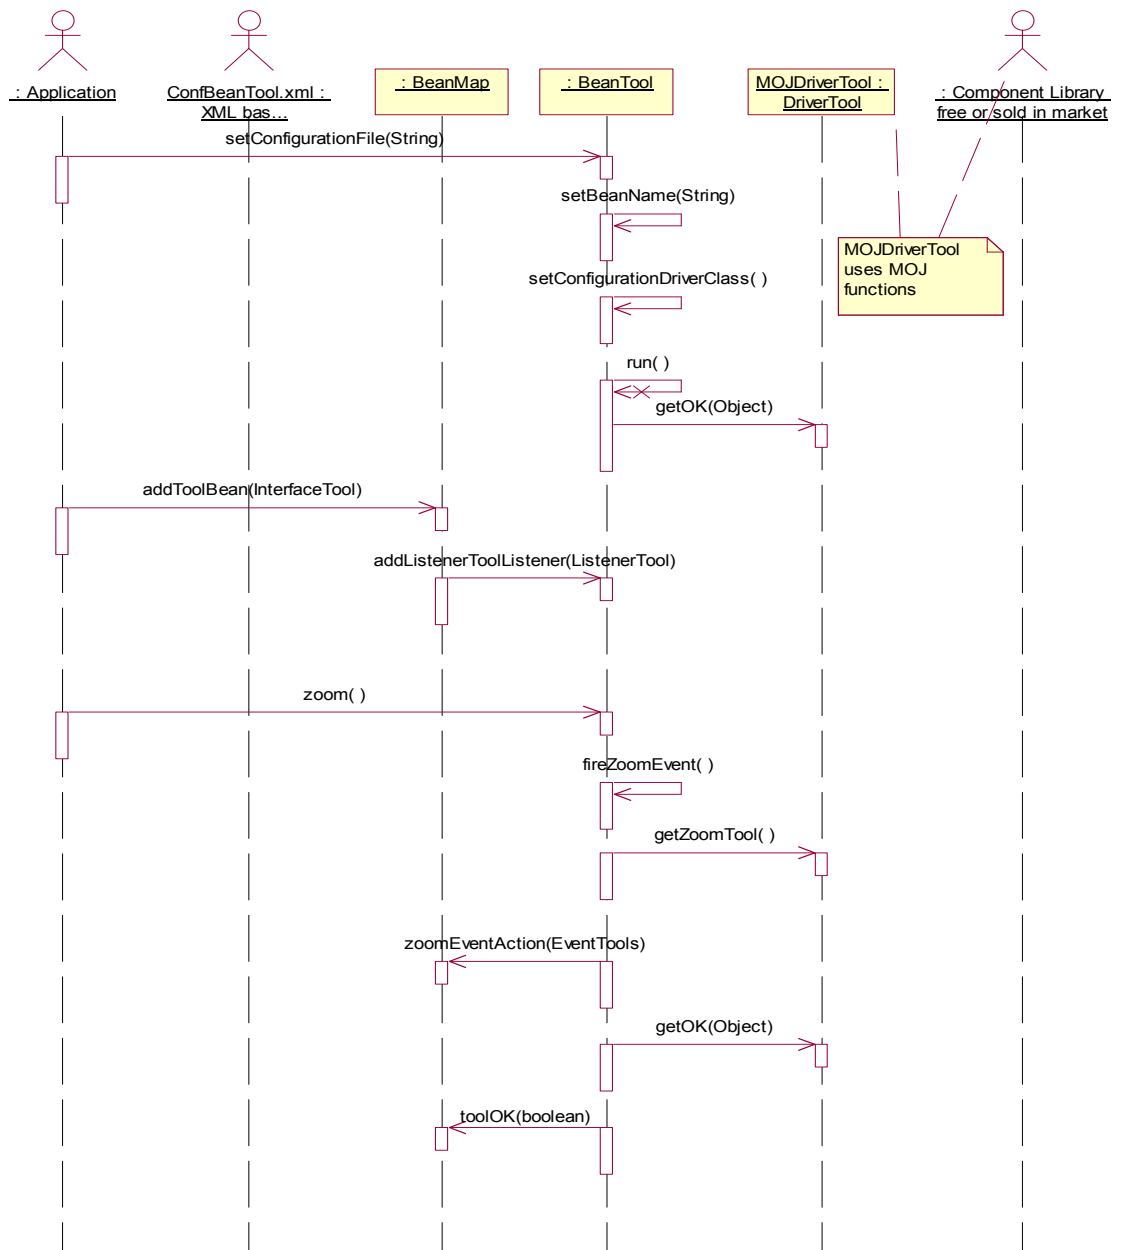 : Application
ConfBeanTool.xml :
XML bas...
: BeanMap
: BeanTool
MOJDriverTool :
DriverTool
: Component Library
free or sold in market
setConfigurationFile(String)
setBeanName(String)
MOJDriverTool
uses MOJ
functions
setConfigurationDriverClass( )
run( )
getOK(Object)
addToolBean(InterfaceTool)
addListenerToolListener(ListenerTool)
zoom( )
fireZoomEvent( )
getZoomTool( )
zoomEventAction(EventTools)
getOK(Object)
toolOK(boolean)